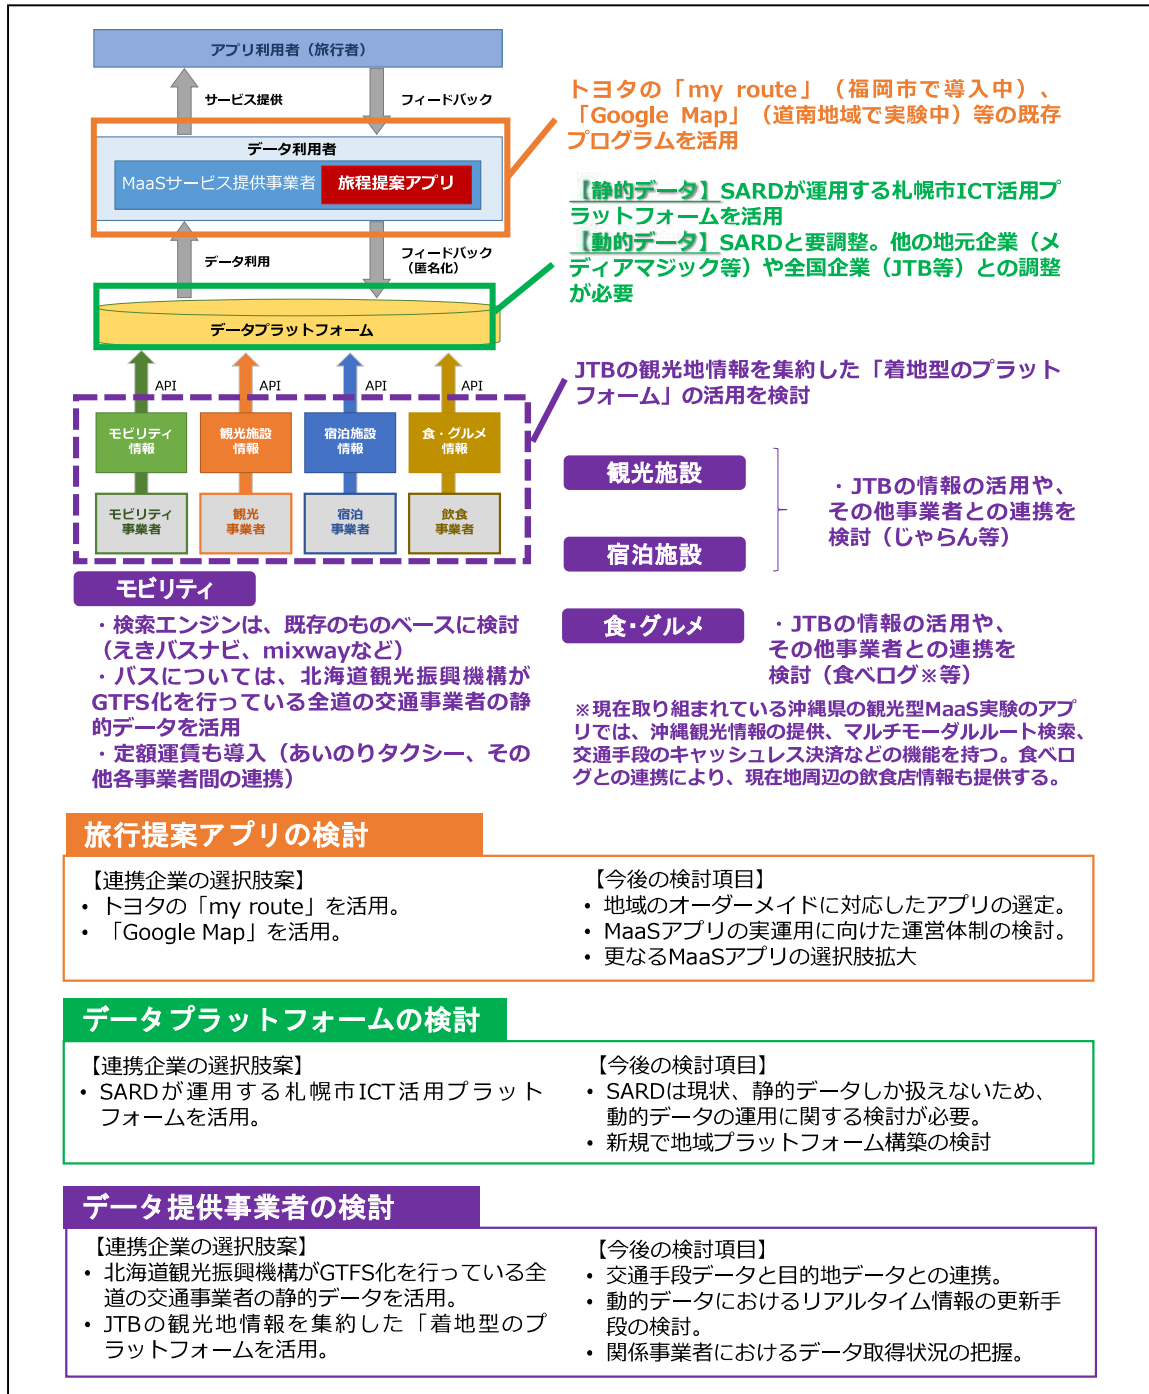 アプリ利用者（旅行者）
サービス提供
フィードバック
データ利用者
MaaSサービス提供事業者
旅程提案アプリ
データ利用
フィードバック
（匿名化）
データプラットフォーム
API
API
API
API
モビリティ
情報
観光施設
情報
宿泊施設
情報
食・グルメ
情報
モビリティ
事業者
観光
事業者
宿泊
事業者
飲食
事業者
トヨタの「my route」（福岡市で導入中）、
「Google Map」（道南地域で実験中）等の既存
プログラムを活用
【静的データ】SARDが運用する札幌市ICT活用プ
ラットフォームを活用
【動的データ】SARDと要調整。他の地元企業（メ
ディアマジック等）や全国企業（JTB等）との調整
が必要
JTBの観光地情報を集約した「着地型のプラット
フォーム」の活用を検討
観光施設
宿泊施設
・JTBの情報の活用や、
その他事業者との連携を
検討（じゃらん等）
モビリティ
・検索エンジンは、既存のものベースに検討
（えきバスナビ、mixwayなど）
・バスについては、北海道観光振興機構が
GTFS化を行っている全道の交通事業者の静
的データを活用
・定額運賃も導入（あいのりタクシー、その
他各事業者間の連携）
食・グルメ
・JTBの情報の活用や、
その他事業者との連携を
検討（食べログ※等）
※現在取り組まれている沖縄県の観光型MaaS実験のアプ
リでは、沖縄観光情報の提供、マルチモーダルルート検索、
交通手段のキャッシュレス決済などの機能を持つ。食べロ
グとの連携により、現在地周辺の飲食店情報も提供する。
旅行提案アプリの検討
【連携企業の選択肢案】
• トヨタの「my route」を活用。
• 「Google Map」を活用。
【今後の検討項目】
• 地域のオーダーメイドに対応したアプリの選定。
• MaaSアプリの実運用に向けた運営体制の検討。
• 更なるMaaSアプリの選択肢拡大
データプラットフォームの検討
【連携企業の選択肢案】
• SARDが運用する札幌市ICT活用プラット
フォームを活用。
【今後の検討項目】
• SARDは現状、静的データしか扱えないため、
動的データの運用に関する検討が必要。
• 新規で地域プラットフォーム構築の検討
データ提供事業者の検討
【連携企業の選択肢案】
• 北海道観光振興機構がGTFS化を行っている全
道の交通事業者の静的データを活用。
• JTBの観光地情報を集約した「着地型のプ
ラットフォームを活用。
【今後の検討項目】
• 交通手段データと目的地データとの連携。
• 動的データにおけるリアルタイム情報の更新手
段の検討。
• 関係事業者におけるデータ取得状況の把握。